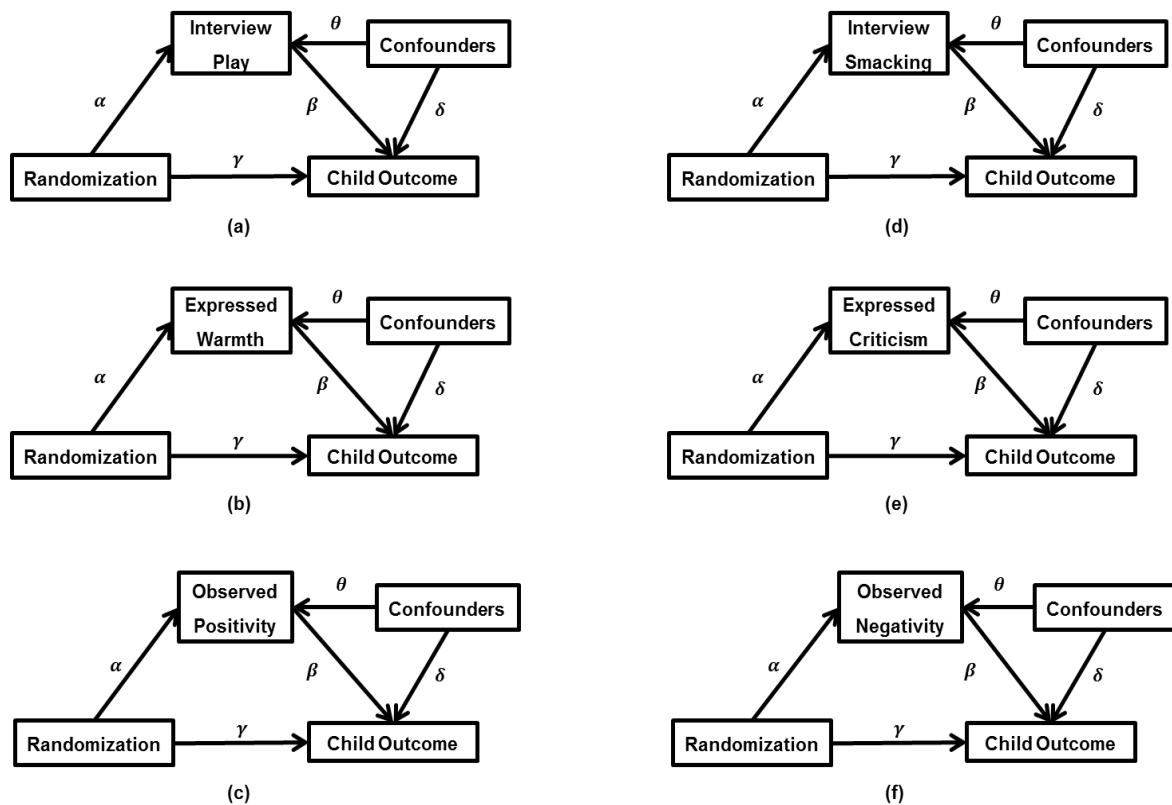 Interview
Play
θ
Confounders
α
β
δ
γ
Randomization
Child Outcome
(a)
Expressed
Warmth
θ
Confounders
α
β
δ
γ
Randomization
Child Outcome
(b)
Observed
Positivity
θ
Confounders
α
β
δ
γ
Randomization
Child Outcome
(c)
Interview
Smacking
θ
Confounders
α
β
δ
γ
Randomization
Child Outcome
(d)
Expressed
Criticism
θ
Confounders
α
β
δ
γ
Randomization
Child Outcome
(e)
Observed
Negativity
θ
Confounders
α
β
δ
γ
Randomization
Child Outcome
(f)